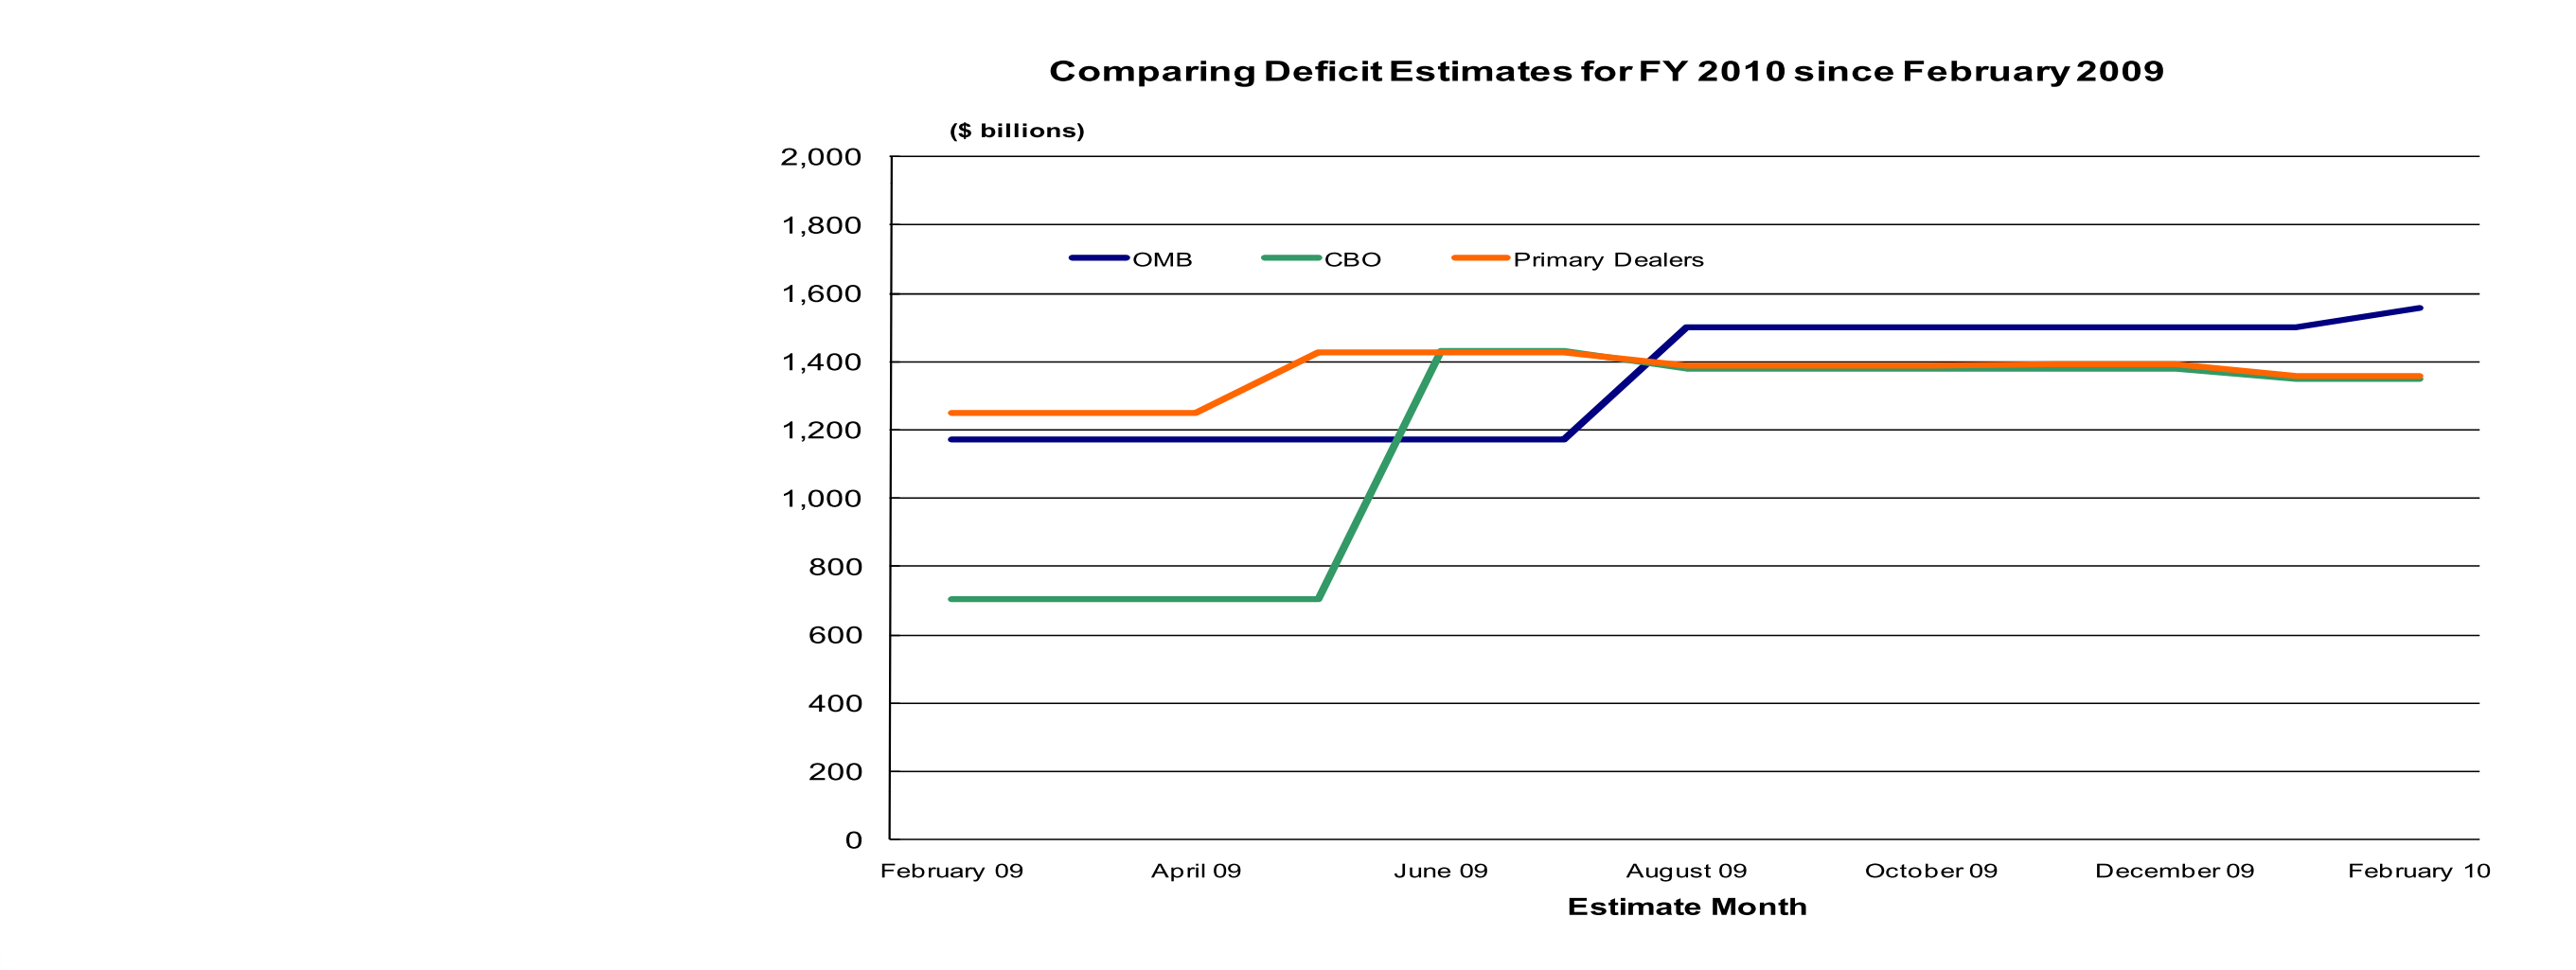 Comparing Deficit Estimates for FY 2010 since February 2009
($ billions)
2,000
1,800
OMB CBO Primary Dealers
1,600
1,400
1,200
1,000
800
600
400
200
0
February 09 April 09 June 09 August 09 October 09 December 09 February 10
Estimate Month